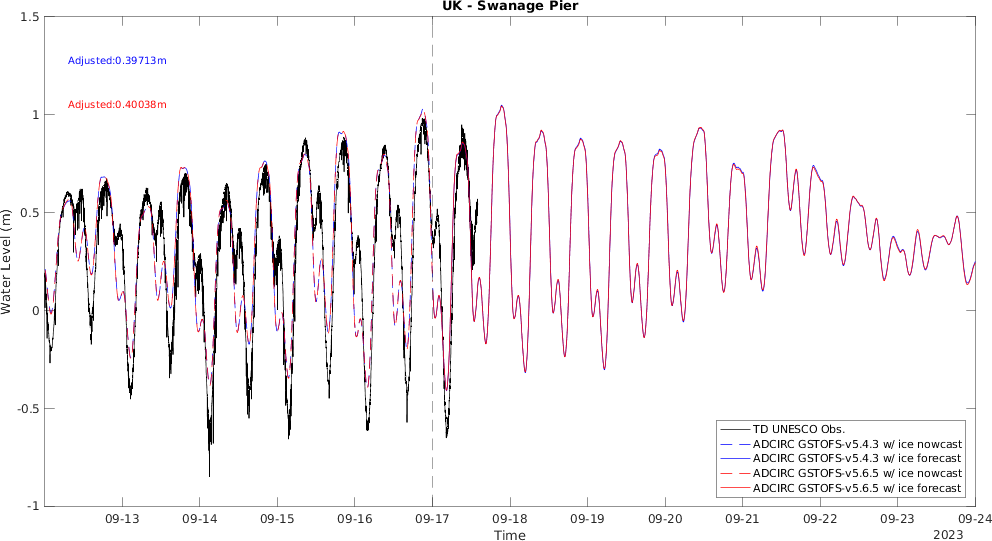 UK - Swanage Pier
1.5
1
0.5
0
-0.5
-1
Water Level (m)
Adjusted:0.39713m
Adjusted:0.40038m
TD UNESCO Obs.
ADCIRC GSTOFS-v5.4.3 w/ ice nowcast
ADCIRC GSTOFS-v5.4.3 w/ ice forecast
ADCIRC GSTOFS-v5.6.5 w/ ice nowcast
ADCIRC GSTOFS-v5.6.5 w/ ice forecast
09-13 09-14 09-15 09-16 09-17 09-18 09-19 09-20 09-21 09-22 09-23 09-24
Time
2023